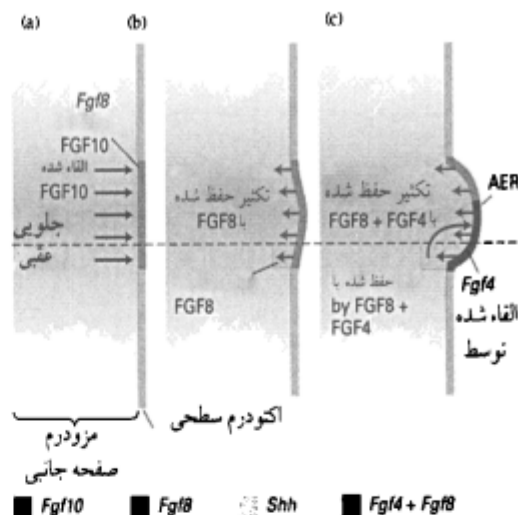 (a)
(b)
(c)
Fgf8
FGF10
القاء شده
FGF10
جلویی
عقبی
تکثیر حفظ شده
با FGF8
FGF8
تکثیر حفظ شده
با FGF8 + FGF4
AER
حفظ شده با
by FGF8 +
FGF4
Fgf4
القاء شده
توسط
اکتودرم سطحی
مزودرم
صفحه جانبی
Fgf10
Fgf8
Shh
Fgf4 + Fgf8